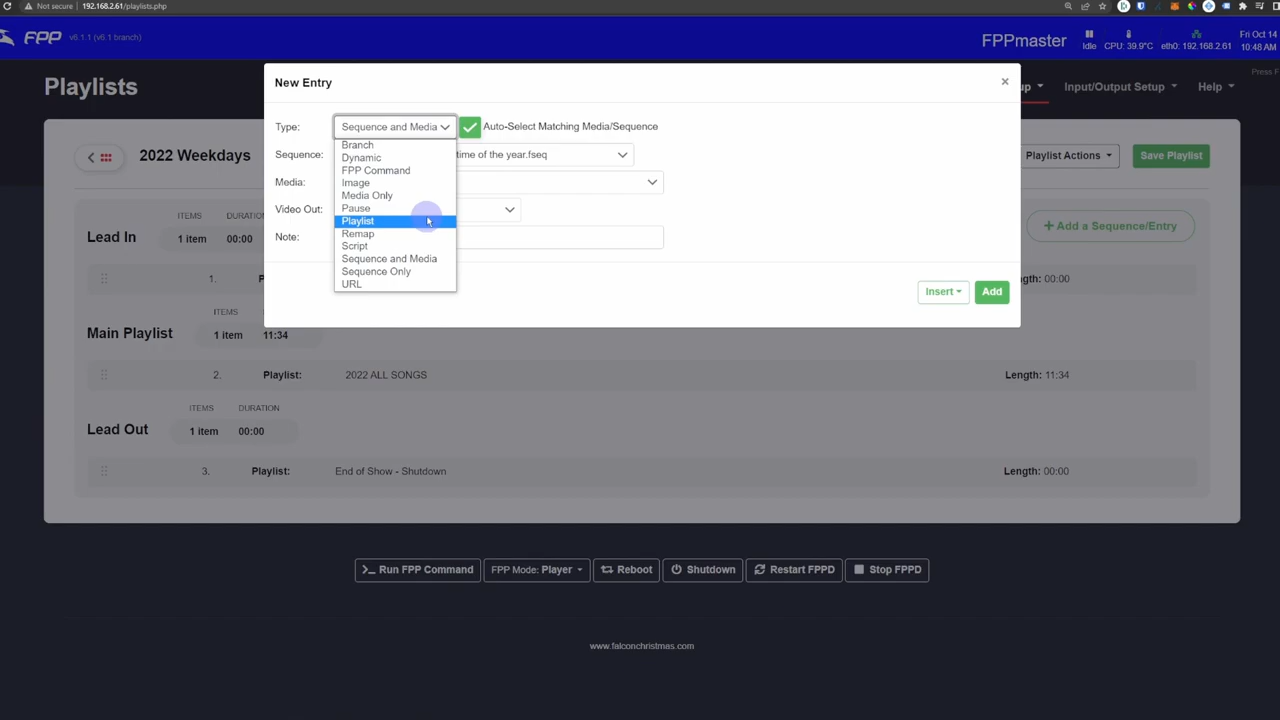 Not secure 192.168.2.61/playlists.php
FPP v6.1.1 (v6.1 branch)
FPPmaster
Idle CPU: 39.9°C eth0: 192.168.2.61
Fri Oct 14
10:48 AM
Press F
Playlists
up Input/Output Setup Help
New Entry ×
Type: Sequence and Media Auto-Select Matching Media/Sequence
Branch
Dynamic
FPP Command
Image
Media Only
Pause
Playlist
Remap
Script
Sequence and Media
Sequence Only
URL
Sequence: time of the year.fseq
Media:
Video Out:
Note:
Insert Add
2022 Weekdays
Playlist Actions Save Playlist
+ Add a Sequence/Entry
ITEMS DURATION
Lead In 1 item 00:00
1. 00:00
ITEMS
Main Playlist 1 item 11:34
2. Playlist: 2022 ALL SONGS Length: 11:34
ITEMS DURATION
Lead Out 1 item 00:00
3. Playlist: End of Show - Shutdown Length: 00:00
>_ Run FPP Command FPP Mode: Player Reboot Shutdown Restart FPPD Stop FPPD
www.falconchristmas.com